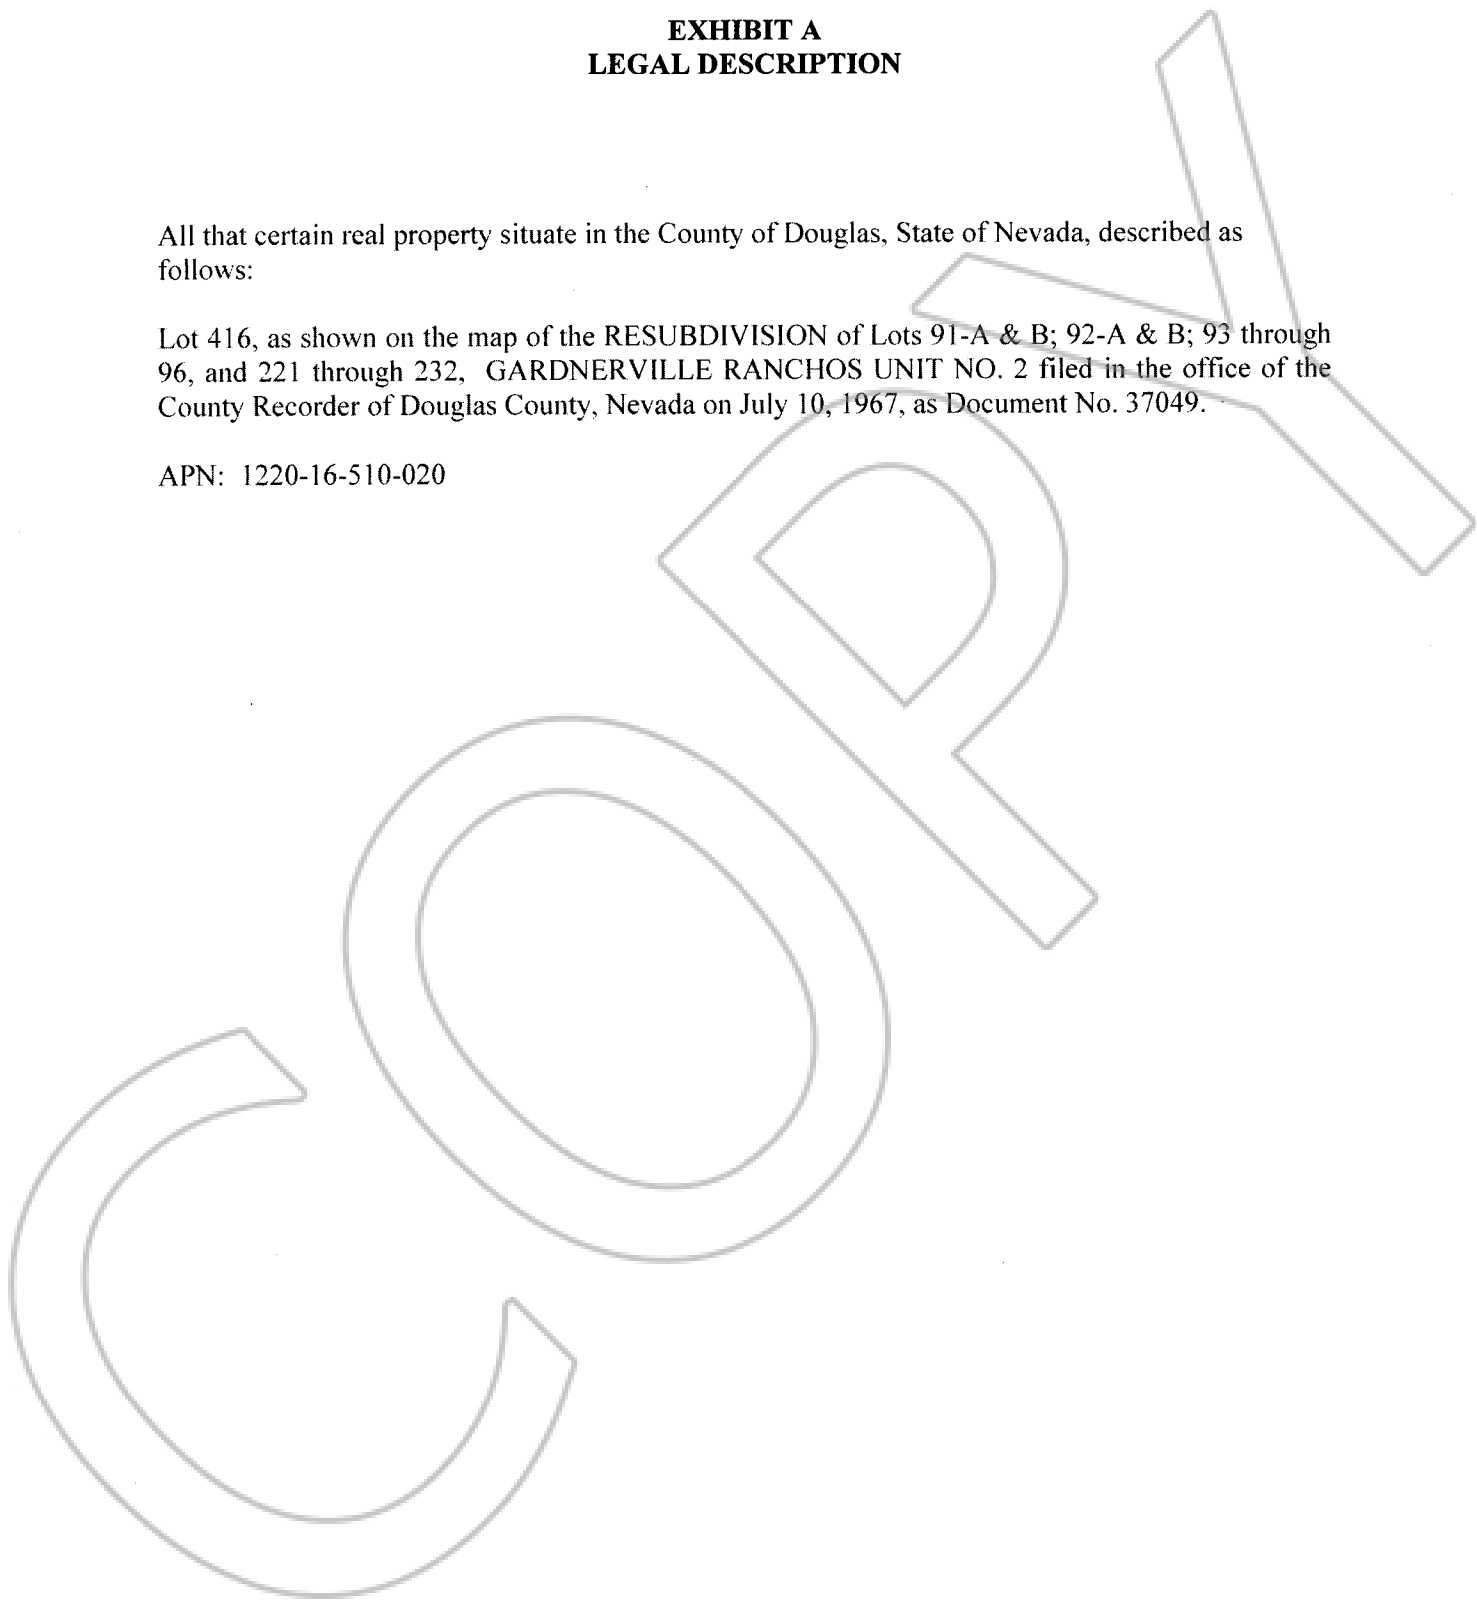 EXHIBIT A
LEGAL DESCRIPTION
All that certain real property situate in the County of Douglas, State of Nevada, described as
follows:
Lot 416, as shown on the map of the RESUBDIVISION of Lots 91-A & B; 92-A & B; 93 through
96, and 221 through 232, GARDNERVILLE RANCHOS UNIT NO. 2 filed in the office of the
County Recorder of Douglas County, Nevada on July 10, 1967, as Document No. 37049.
APN: 1220-16-510-020
COPY